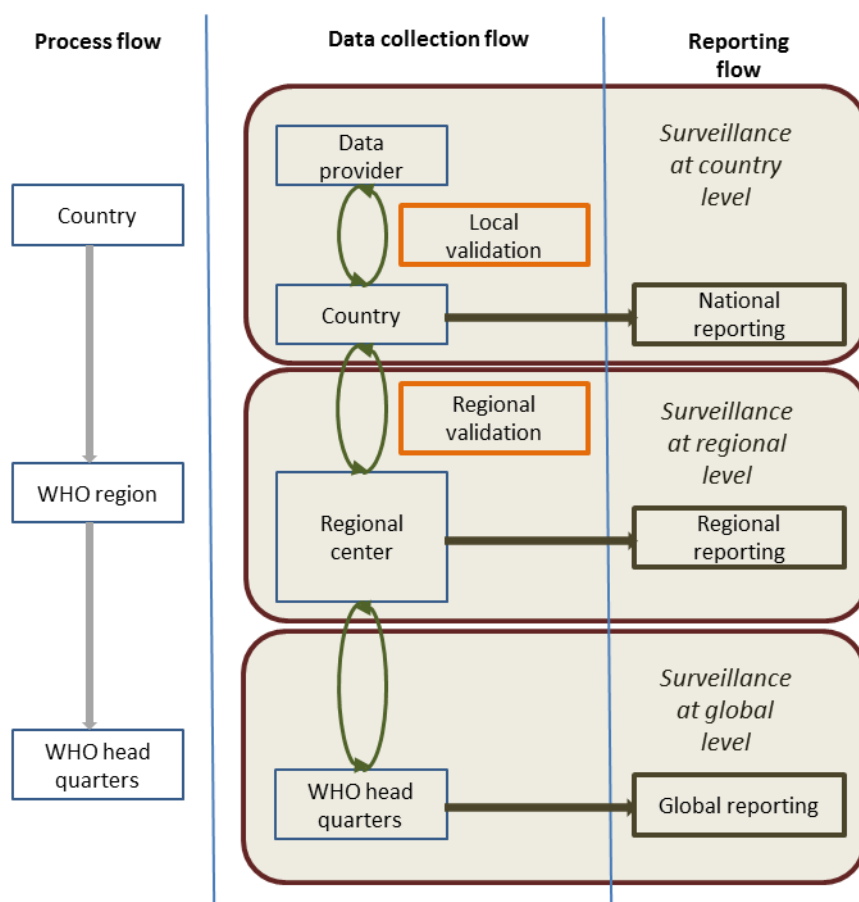 Process flow
Data collection flow
Reporting
flow
Country
WHO region
WHO head
quarters
Data
provider
Local
validation
Country
Regional
validation
Regional
center
WHO head
quarters
Surveillance
at country
level
National
reporting
Surveillance
at regional
level
Regional
reporting
Surveillance
at global
level
Global reporting